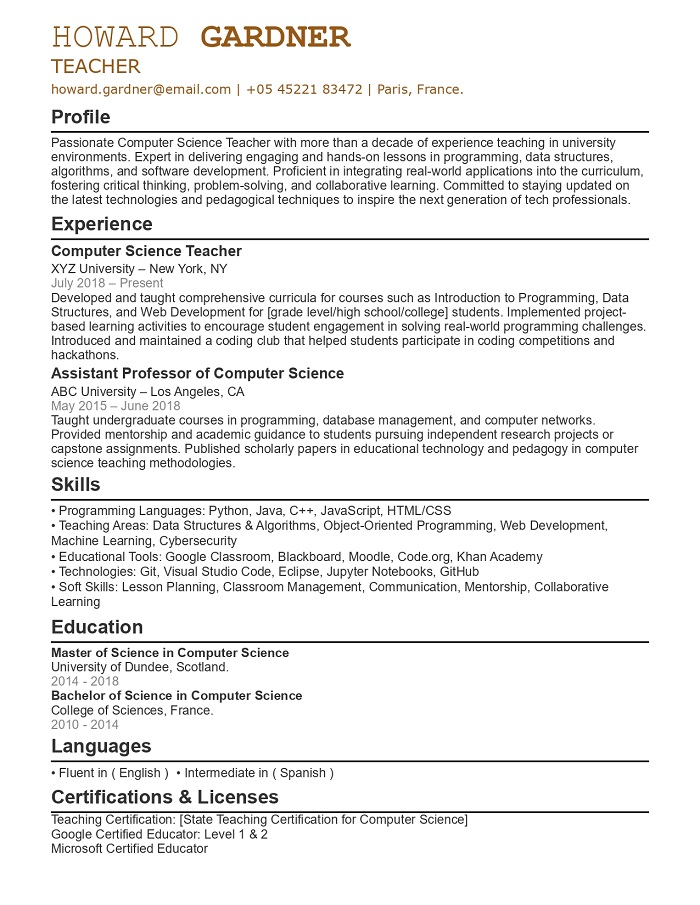 HOWARD GARDNER
TEACHER
howard.gardner@email.com | +05 45221 83472 | Paris, France.
Profile
Passionate Computer Science Teacher with more than a decade of experience teaching in university
environments. Expert in delivering engaging and hands-on lessons in programming, data structures,
algorithms, and software development. Proficient in integrating real-world applications into the curriculum,
fostering critical thinking, problem-solving, and collaborative learning. Committed to staying updated on
the latest technologies and pedagogical techniques to inspire the next generation of tech professionals.
Experience
Computer Science Teacher
XYZ University – New York, NY
July 2018 – Present
Developed and taught comprehensive curricula for courses such as Introduction to Programming, Data
Structures, and Web Development for [grade level/high school/college] students. Implemented project-
based learning activities to encourage student engagement in solving real-world programming challenges.
Introduced and maintained a coding club that helped students participate in coding competitions and
hackathons.
Assistant Professor of Computer Science
ABC University – Los Angeles, CA
May 2015 – June 2018
Taught undergraduate courses in programming, database management, and computer networks.
Provided mentorship and academic guidance to students pursuing independent research projects or
capstone assignments. Published scholarly papers in educational technology and pedagogy in computer
science teaching methodologies.
Skills
• Programming Languages: Python, Java, C++, JavaScript, HTML/CSS
• Teaching Areas: Data Structures & Algorithms, Object-Oriented Programming, Web Development,
Machine Learning, Cybersecurity
• Educational Tools: Google Classroom, Blackboard, Moodle, Code.org, Khan Academy
• Technologies: Git, Visual Studio Code, Eclipse, Jupyter Notebooks, GitHub
• Soft Skills: Lesson Planning, Classroom Management, Communication, Mentorship, Collaborative
Learning
Education
Master of Science in Computer Science
University of Dundee, Scotland.
2014 - 2018
Bachelor of Science in Computer Science
College of Sciences, France.
2010 - 2014
Languages
• Fluent in ( English ) • Intermediate in ( Spanish )
Certifications & Licenses
Teaching Certification: [State Teaching Certification for Computer Science]
Google Certified Educator: Level 1 & 2
Microsoft Certified Educator